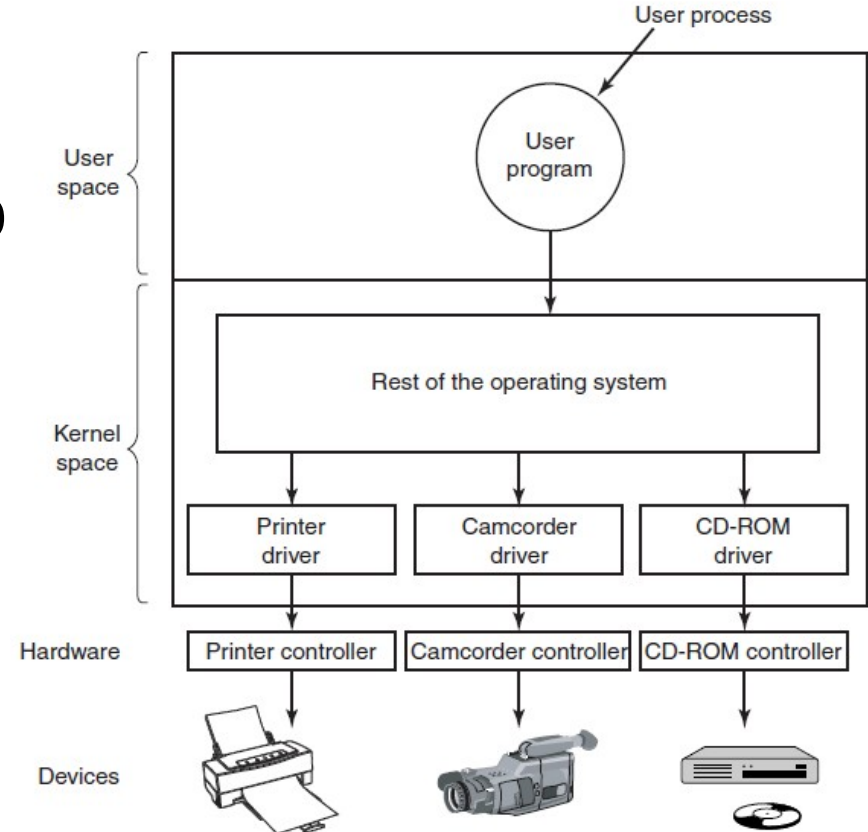 User process
User
program
User
space
Rest of the operating system
Kernel
space
Printer
driver
Camcorder
driver
CD-ROM
driver
Hardware
Printer controller
Camcorder controller
CD-ROM controller
Devices